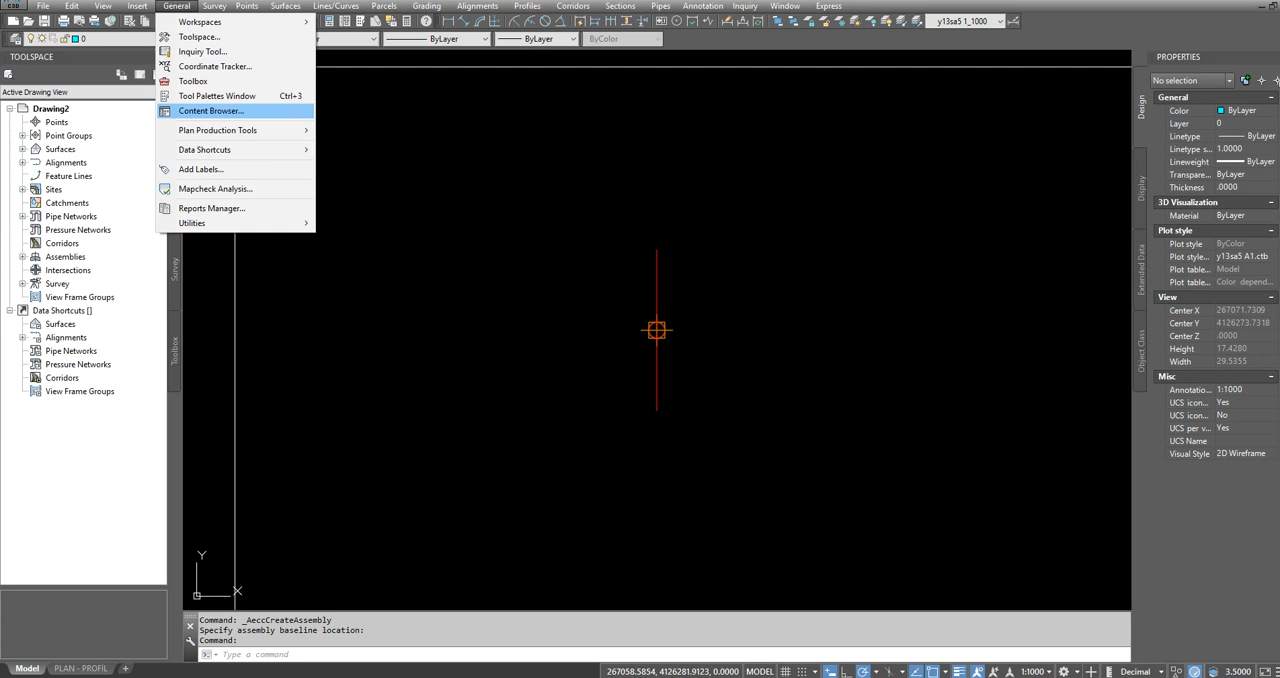 C3D
File Edit View Insert General Survey Points Surfaces Lines/Curves Parcels Grading Alignments Profiles Corridors Sections Pipes Annotation Inquiry Window Express
y13sa5 1_1000
0
ByLayer
ByLayer
ByColor
TOOLSPACE
Active Drawing View
Drawing2
Points
Point Groups
Surfaces
Alignments
Feature Lines
Sites
Catchments
Pipe Networks
Pressure Networks
Corridors
Assemblies
Intersections
Survey
View Frame Groups
Data Shortcuts []
Surfaces
Alignments
Pipe Networks
Pressure Networks
Corridors
View Frame Groups
Survey
Toolbox
Workspaces
Toolspace...
Inquiry Tool...
XYZ Coordinate Tracker...
Toolbox
Tool Palettes Window Ctrl+3
Content Browser...
Plan Production Tools
Data Shortcuts
Add Labels...
Mapcheck Analysis...
Reports Manager...
Utilities
Y
X
Command: _AeccCreateAssembly
Specify assembly baseline location:
Command:
Type a command
PROPERTIES
No selection
Design
Display
Extended Data
Object Class
General
Color ByLayer
Layer 0
Linetype ByLayer
Linetype s... 1.0000
Lineweight ByLayer
Transpare... ByLayer
Thickness .0000
3D Visualization
Material ByLayer
Plot style
Plot style ByColor
Plot style... y13sa5 A1.ctb
Plot table... Model
Plot table... Color depend...
View
Center X 267071.7309
Center Y 4126273.7318
Center Z .0000
Height 17.4280
Width 29.5355
Misc
Annotatio... 1:1000
UCS icon... Yes
UCS icon... No
UCS per v... Yes
UCS Name
Visual Style 2D Wireframe
Model PLAN - PROFIL +
267058.5854, 4126281.9123, 0.0000 MODEL 1:1000 Decimal 3.5000